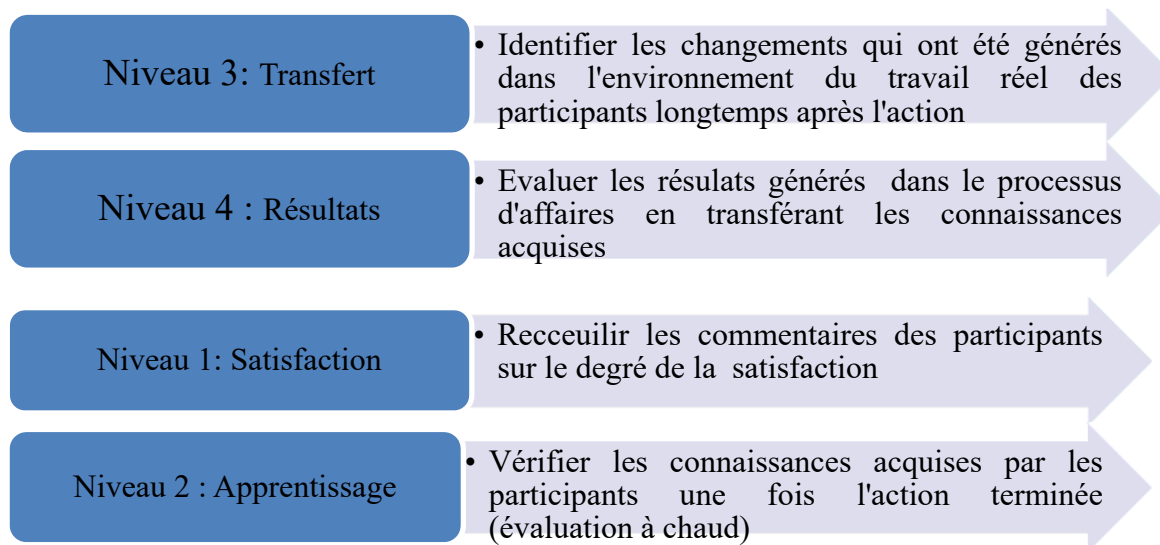 Niveau 3: Transfert
• Identifier les changements qui ont été générés
dans l'environnement du travail réel des
participants longtemps après l'action
Niveau 4 : Résultats
• Evaluer les résulats générés dans le processus
d'affaires en transférant les connaissances
acquises
Niveau 1: Satisfaction
• Recceuilir les commentaires des participants
sur le degré de la satisfaction
Niveau 2 : Apprentissage
• Vérifier les connaissances acquises par les
participants une fois l'action terminée
(évaluation à chaud)